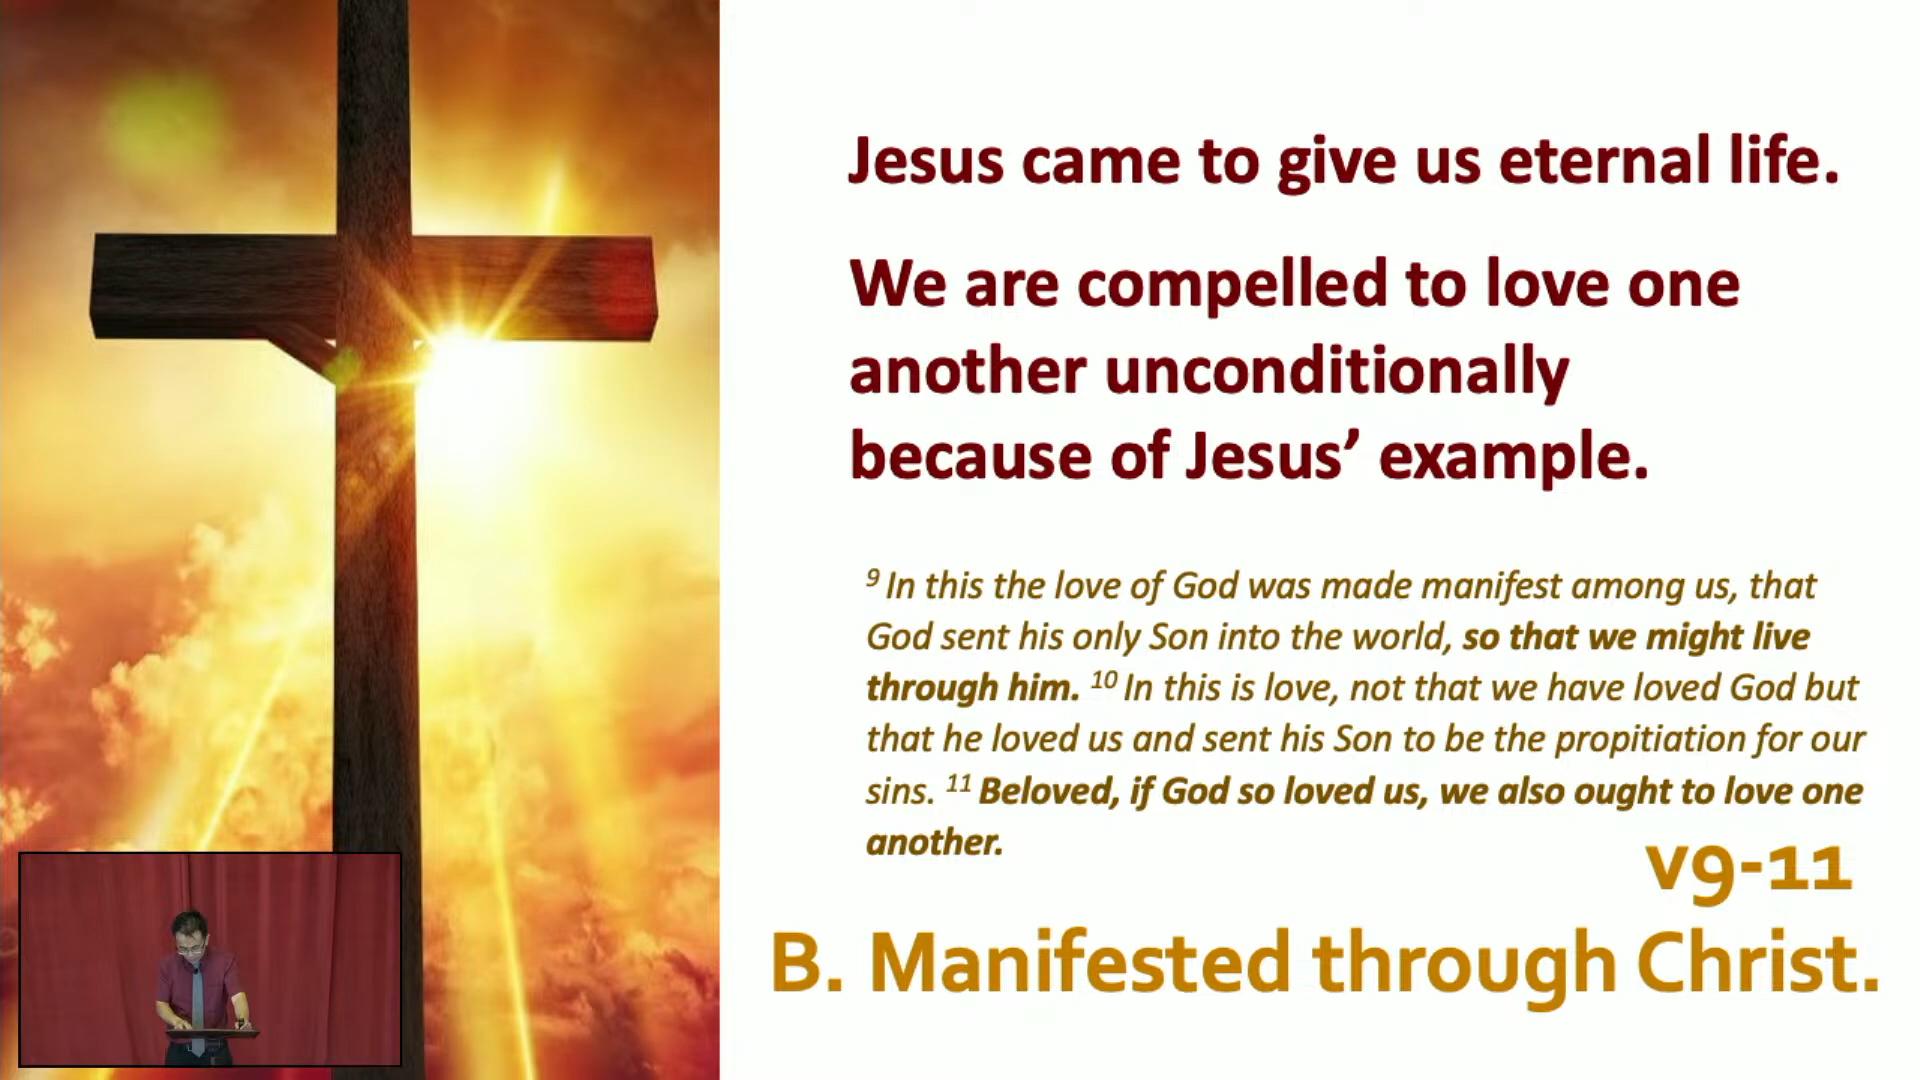 Jesus came to give us eternal life.
We are compelled to love one
another unconditionally
because of Jesus’ example.
9 In this the love of God was made manifest among us, that
God sent his only Son into the world, so that we might live
through him. 10 In this is love, not that we have loved God but
that he loved us and sent his Son to be the propitiation for our
sins. 11 Beloved, if God so loved us, we also ought to love one
another.
v9-11
B. Manifested through Christ.